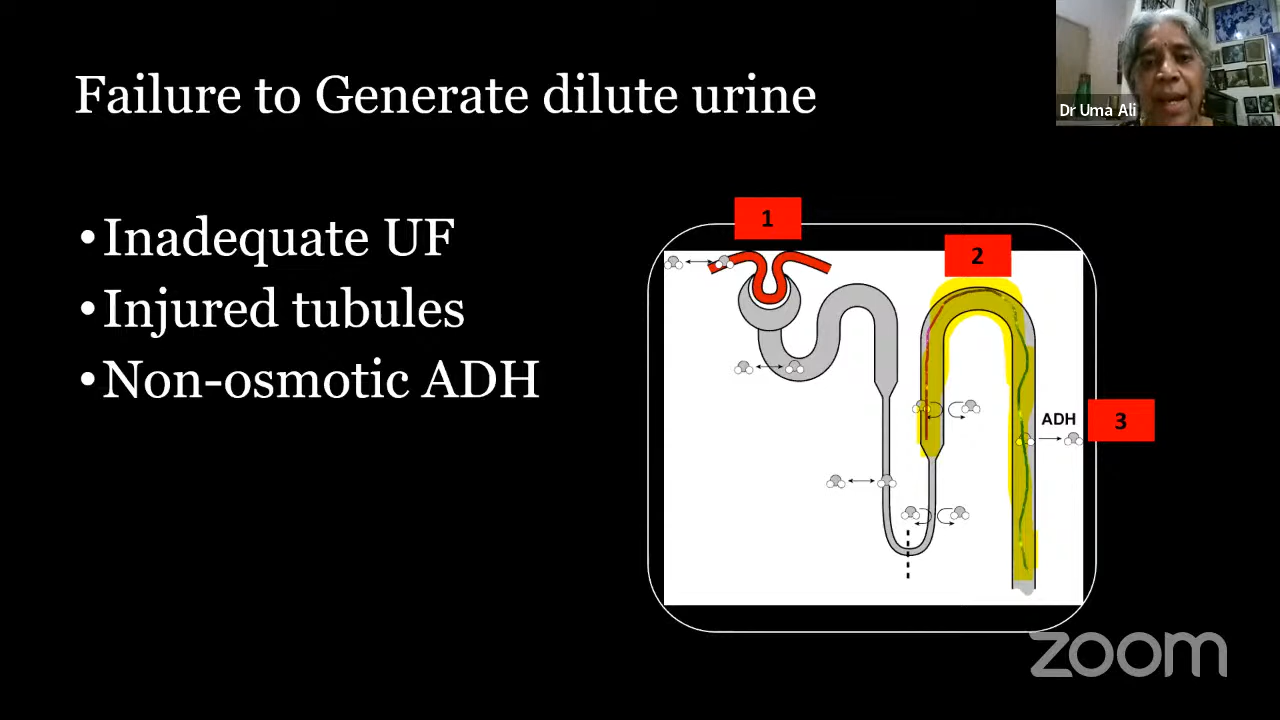 Failure to Generate dilute urine
Dr Uma Ali
•Inadequate UF
•Injured tubules
•Non-osmotic ADH
1
2
ADH
3
zoom